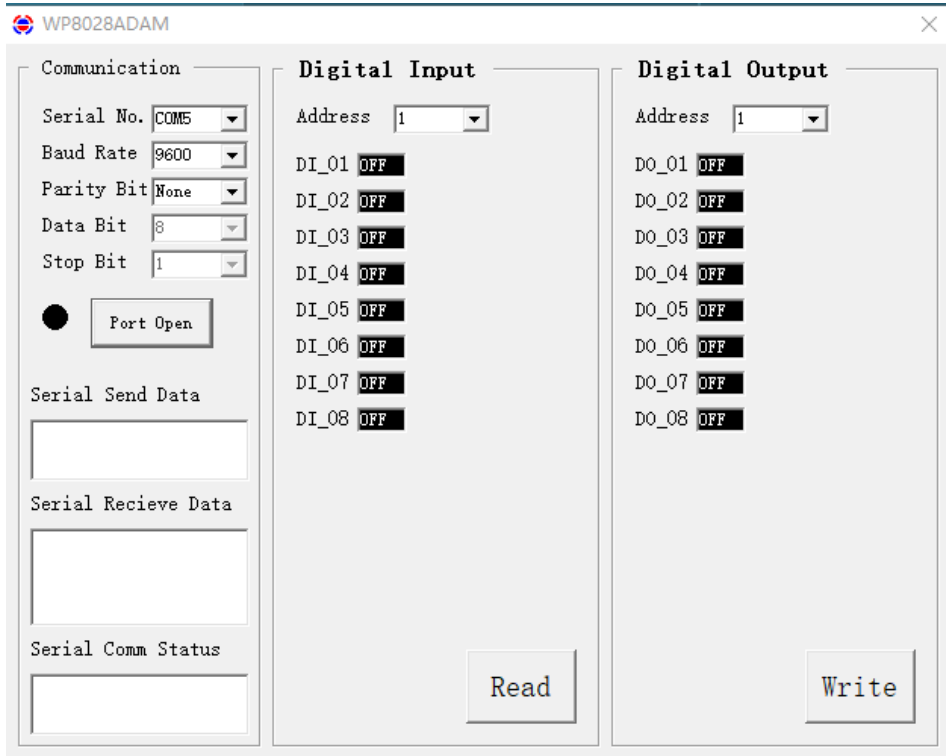 WP8028ADAM
Communication
Serial No. COM5
Baud Rate 9600
Parity Bit None
Data Bit 8
Stop Bit 1
Port Open
Serial Send Data
Serial Recieve Data
Serial Comm Status
Digital Input
Address 1
DI_01 OFF
DI_02 OFF
DI_03 OFF
DI_04 OFF
DI_05 OFF
DI_06 OFF
DI_07 OFF
DI_08 OFF
Read
Digital Output
Address 1
DO_01 OFF
DO_02 OFF
DO_03 OFF
DO_04 OFF
DO_05 OFF
DO_06 OFF
DO_07 OFF
DO_08 OFF
Write